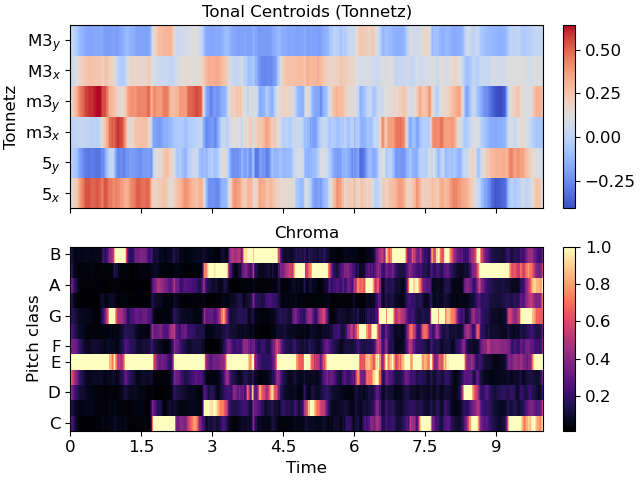 Tonal Centroids (Tonnetz)
M3y
M3x
m3y
m3x
5y
5x
Tonnetz
0.50
0.25
0.00
−0.25
Chroma
B
A
G
F
E
D
C
Pitch class
0 1.5 3 4.5 6 7.5 9
Time
1.0
0.8
0.6
0.4
0.2